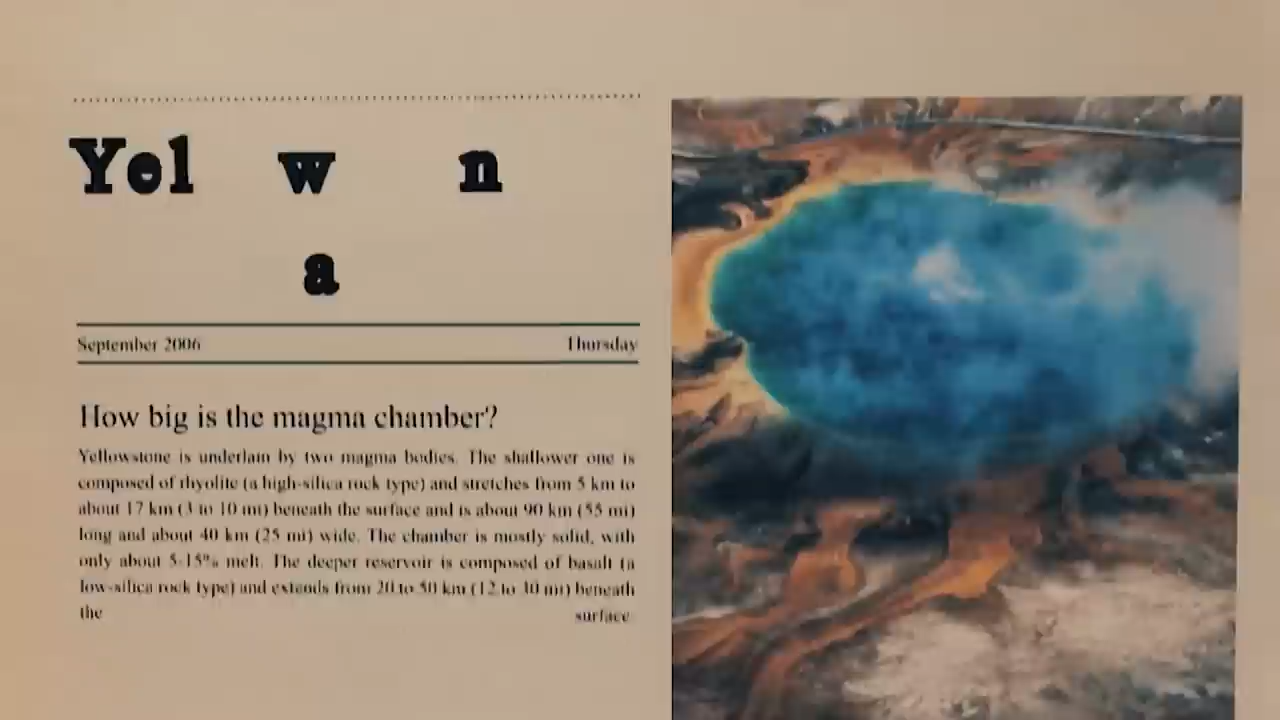 Yel w n
a
September 2006 Thursday
How big is the magma chamber?
Yellowstone is underlain by two magma bodies. The shallower one is
composed of rhyolite (a high-silica rock type) and stretches from 5 km to
about 17 km (3 to 10 mi) beneath the surface and is about 90 km (55 mi)
long and about 40 km (25 mi) wide. The chamber is mostly solid, with
only about 5-15% melt. The deeper reservoir is composed of basalt (a
low-silica rock type) and extends from 20 to 50 km (12 to 30 mi) beneath
the surface.